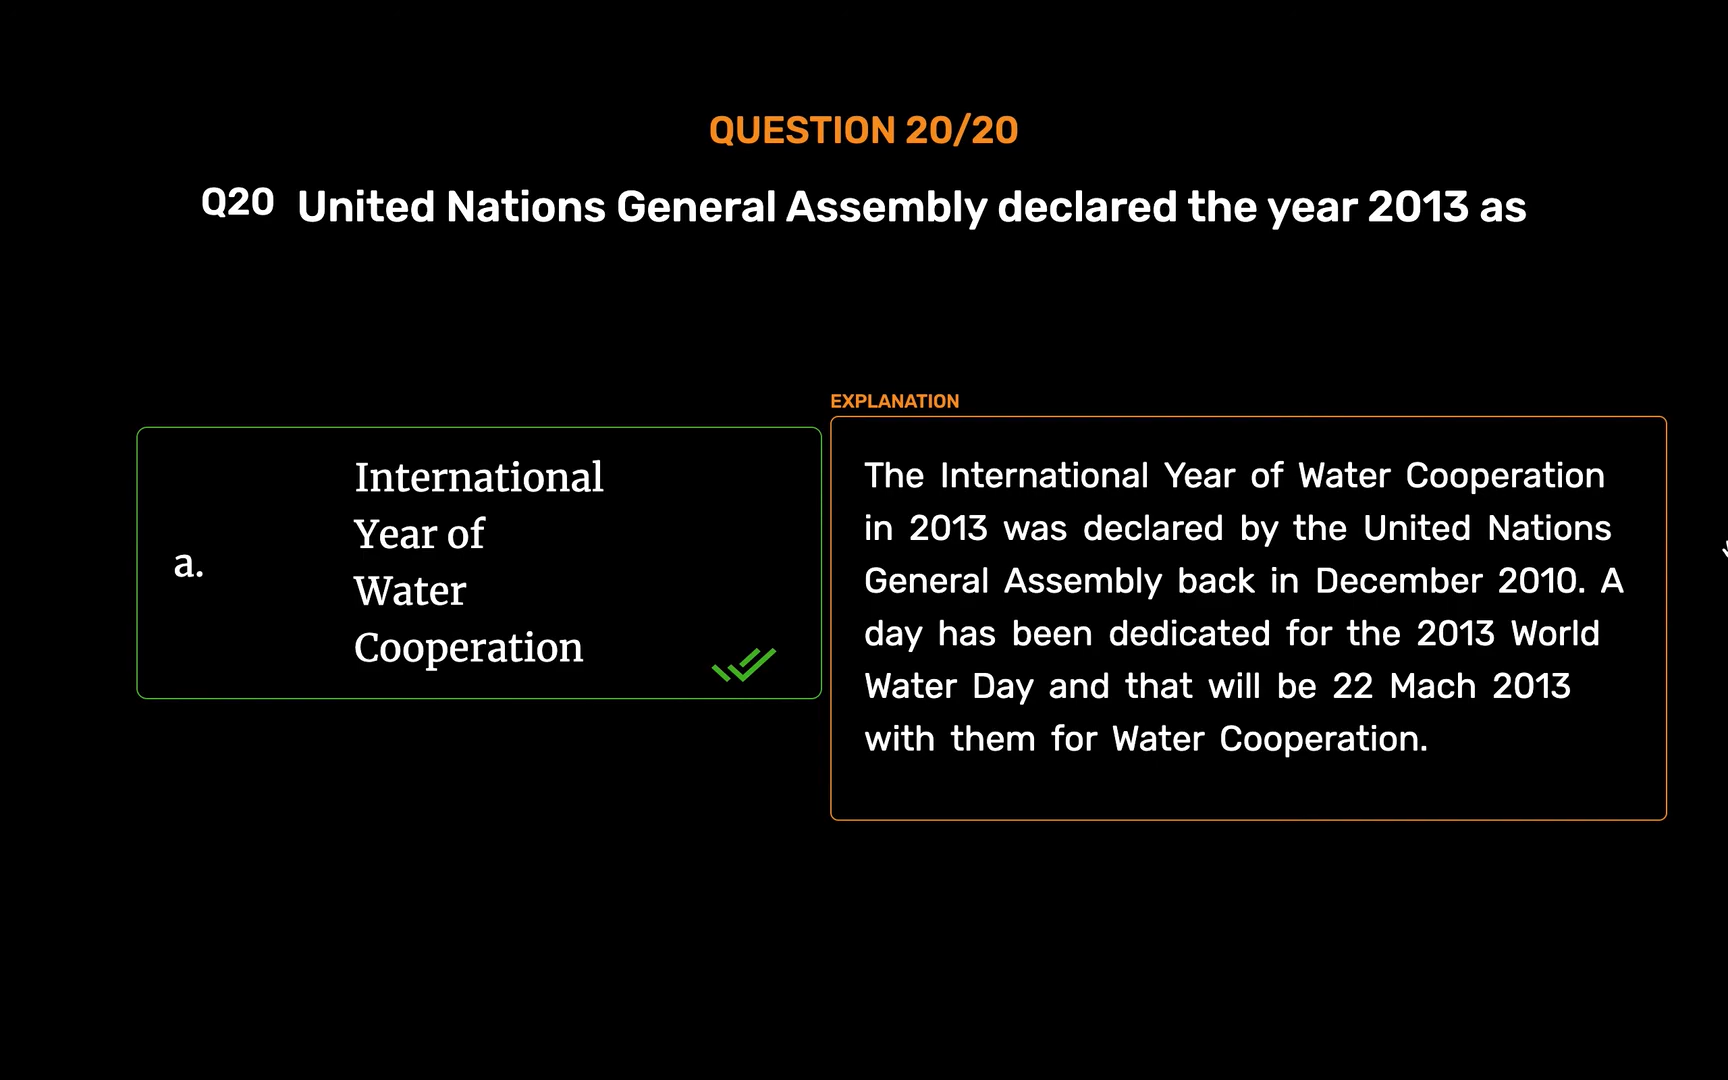 QUESTION 20/20
Q20 United Nations General Assembly declared the year 2013 as
a.
International
Year of
Water
Cooperation
EXPLANATION
The International Year of Water Cooperation
in 2013 was declared by the United Nations
General Assembly back in December 2010. A
day has been dedicated for the 2013 World
Water Day and that will be 22 Mach 2013
with them for Water Cooperation.